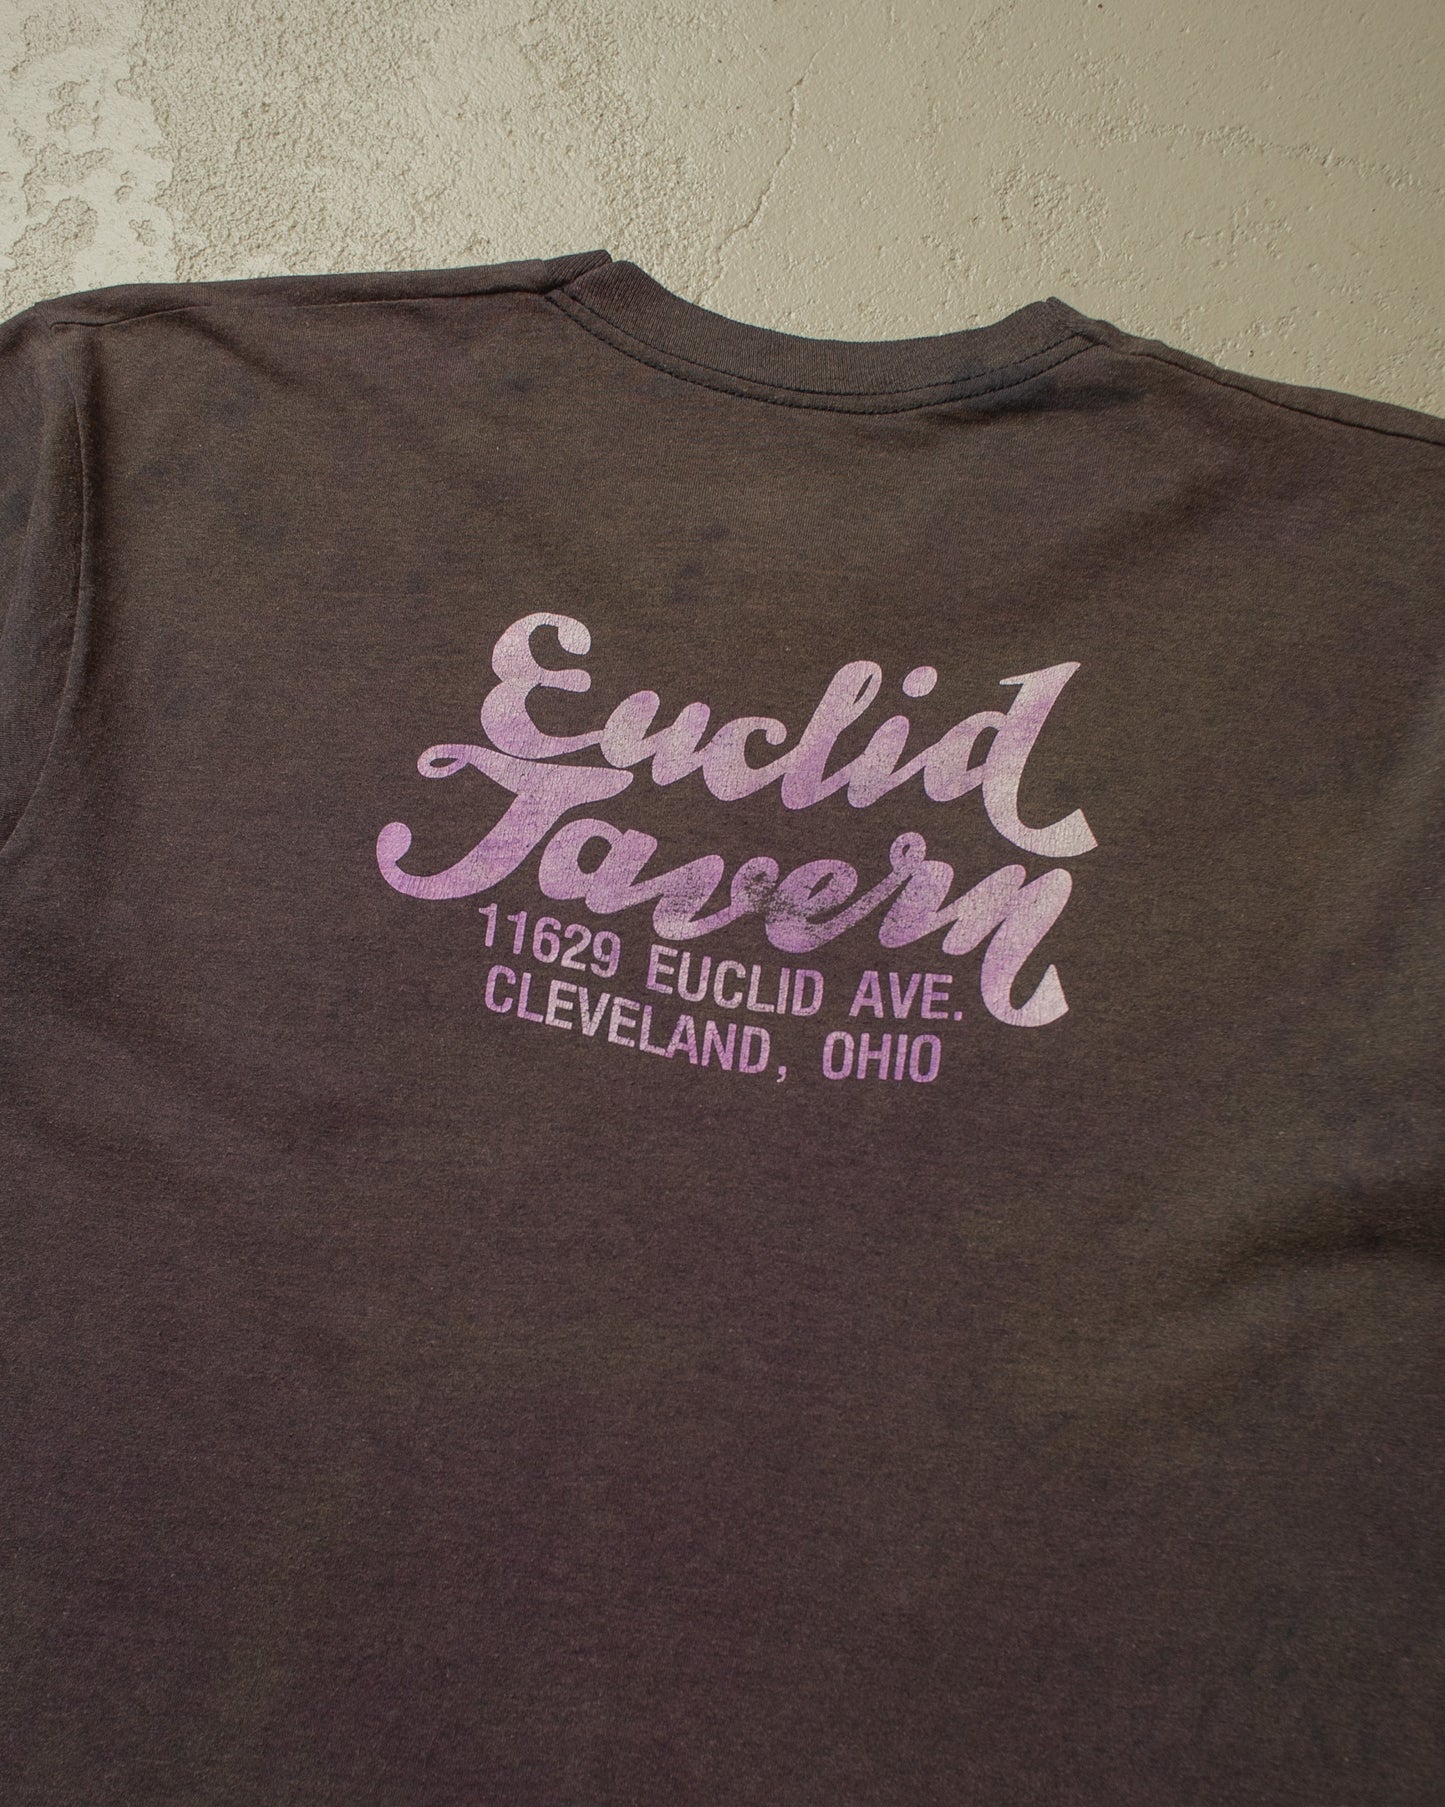 Euclid
Tavern
11629 EUCLID AVE.
CLEVELAND, OHIO